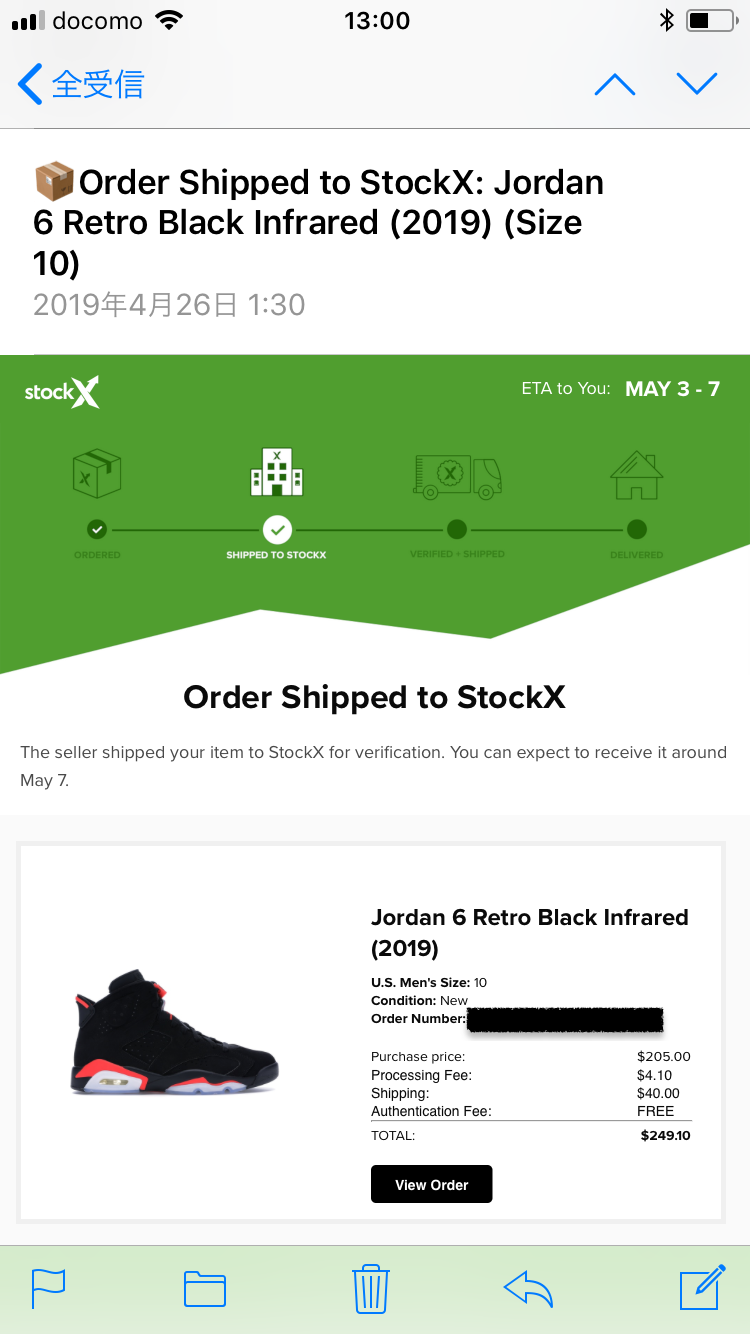 docomo 13:00
全受信
📦Order Shipped to StockX: Jordan
6 Retro Black Infrared (2019) (Size
10)
2019年4月26日 1:30
stockX
ETA to You: MAY 3 - 7
X
X
X
ORDERED
SHIPPED TO STOCKX
VERIFIED + SHIPPED
DELIVERED
Order Shipped to StockX
The seller shipped your item to StockX for verification. You can expect to receive it around
May 7.
Jordan 6 Retro Black Infrared
(2019)
U.S. Men's Size: 10
Condition: New
Order Number:
Purchase price: $205.00
Processing Fee: $4.10
Shipping: $40.00
Authentication Fee: FREE
TOTAL: $249.10
View Order